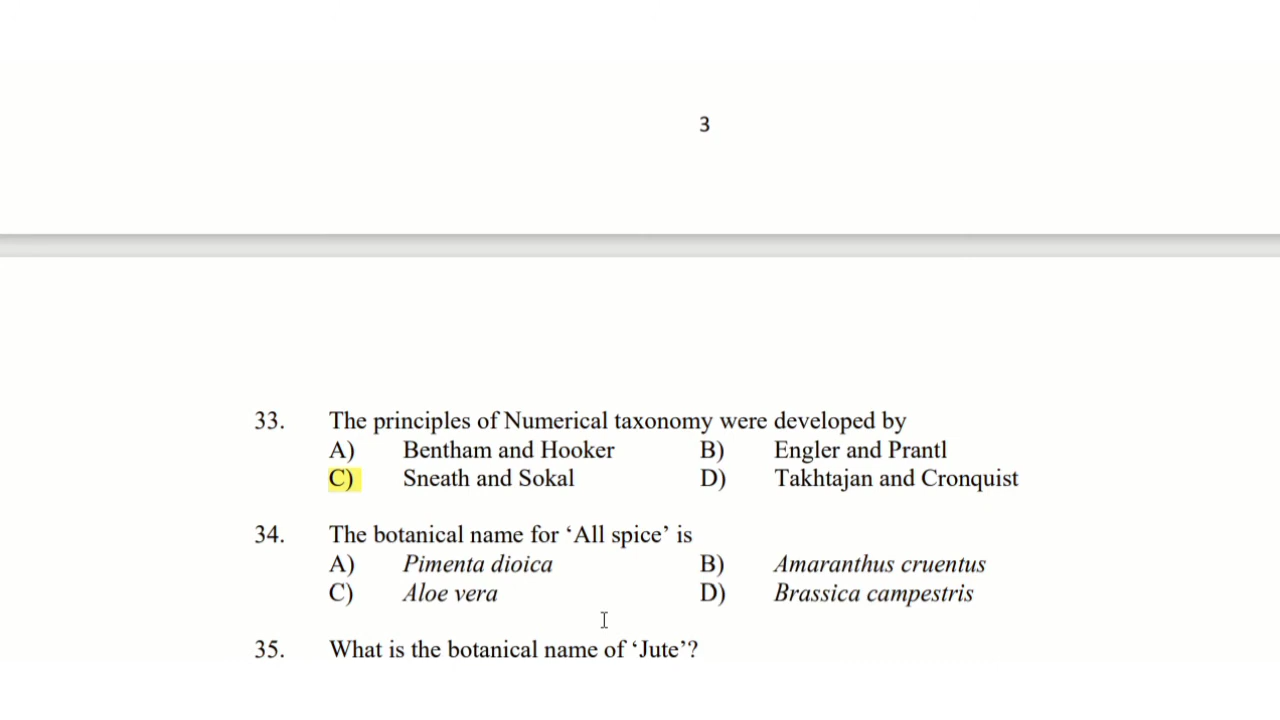 3
33. The principles of Numerical taxonomy were developed by
A) Bentham and Hooker B) Engler and Prantl
C) Sneath and Sokal D) Takhtajan and Cronquist
34. The botanical name for ‘All spice’ is
A) Pimenta dioica B) Amaranthus cruentus
C) Aloe vera D) Brassica campestris
35. What is the botanical name of ‘Jute’?